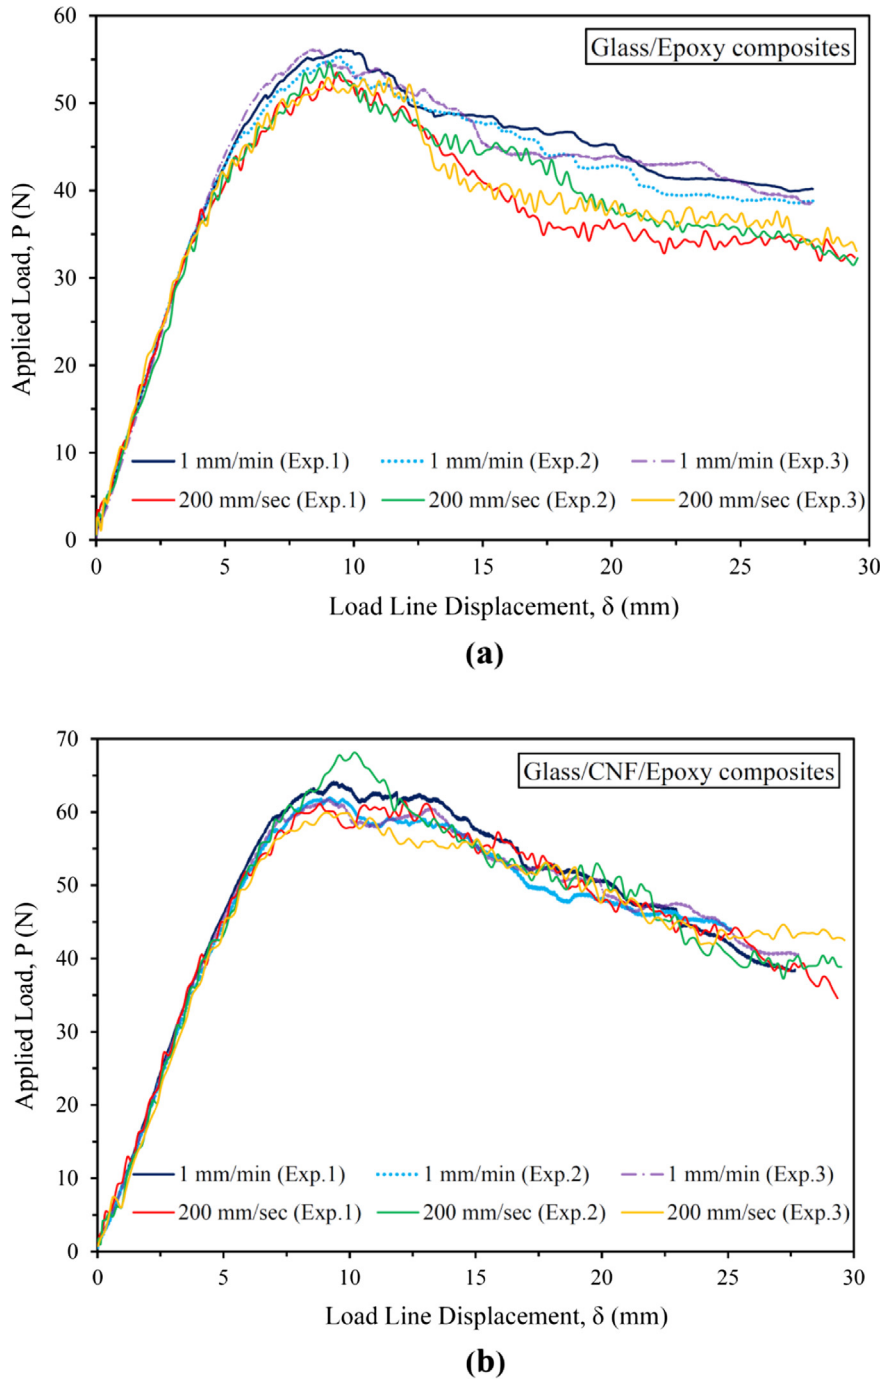 Glass/Epoxy composites
60
50
40
30
20
10
0
Applied Load, P (N)
1 mm/min (Exp.1) 1 mm/min (Exp.2) 1 mm/min (Exp.3)
200 mm/sec (Exp.1) 200 mm/sec (Exp.2) 200 mm/sec (Exp.3)
0 5 10 15 20 25 30
Load Line Displacement, δ (mm)
(a)
Glass/CNF/Epoxy composites
70
60
50
40
30
20
10
0
Applied Load, P (N)
1 mm/min (Exp.1) 1 mm/min (Exp.2) 1 mm/min (Exp.3)
200 mm/sec (Exp.1) 200 mm/sec (Exp.2) 200 mm/sec (Exp.3)
0 5 10 15 20 25 30
Load Line Displacement, δ (mm)
(b)